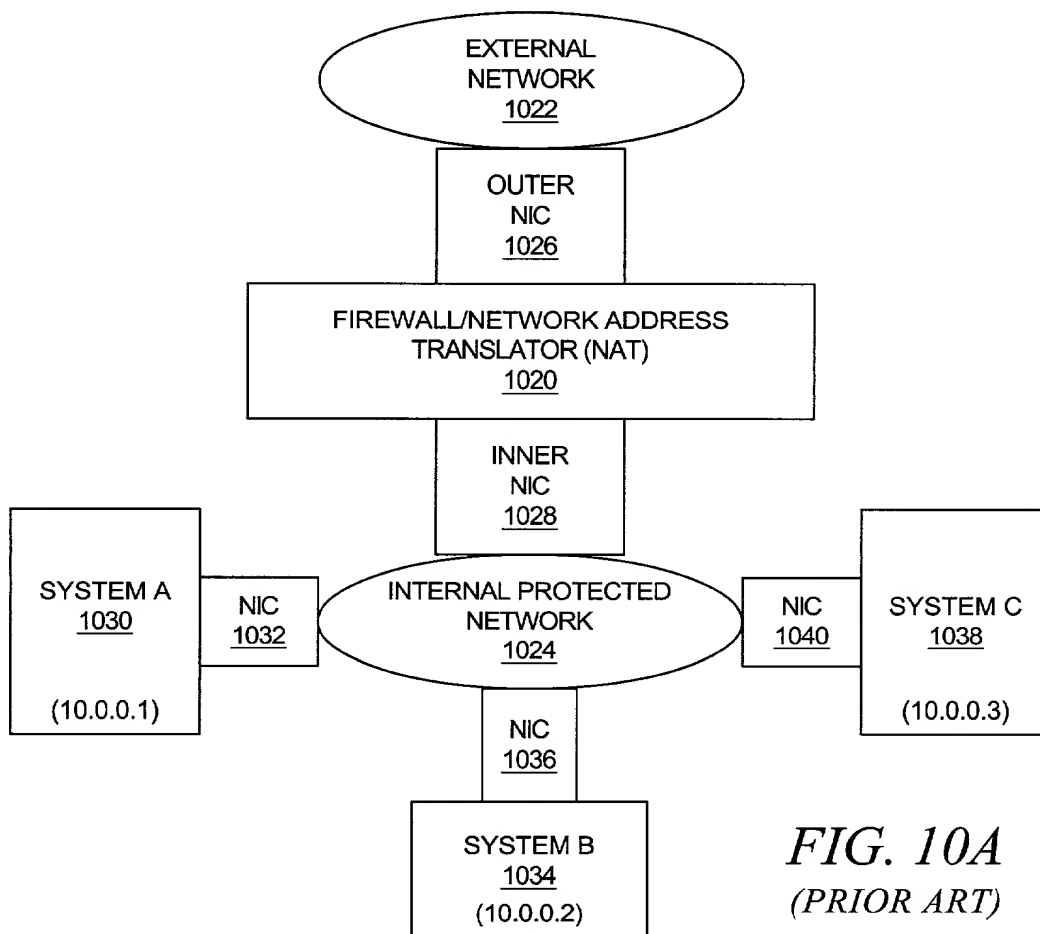 EXTERNAL
NETWORK
1022
OUTER
NIC
1026
FIREWALL/NETWORK ADDRESS
TRANSLATOR (NAT)
1020
INNER
NIC
1028
SYSTEM A
1030
(10.0.0.1)
NIC
1032
INTERNAL PROTECTED
NETWORK
1024
NIC
1040
SYSTEM C
1038
(10.0.0.3)
NIC
1036
SYSTEM B
1034
(10.0.0.2)
FIG. 10A
(PRIOR ART)